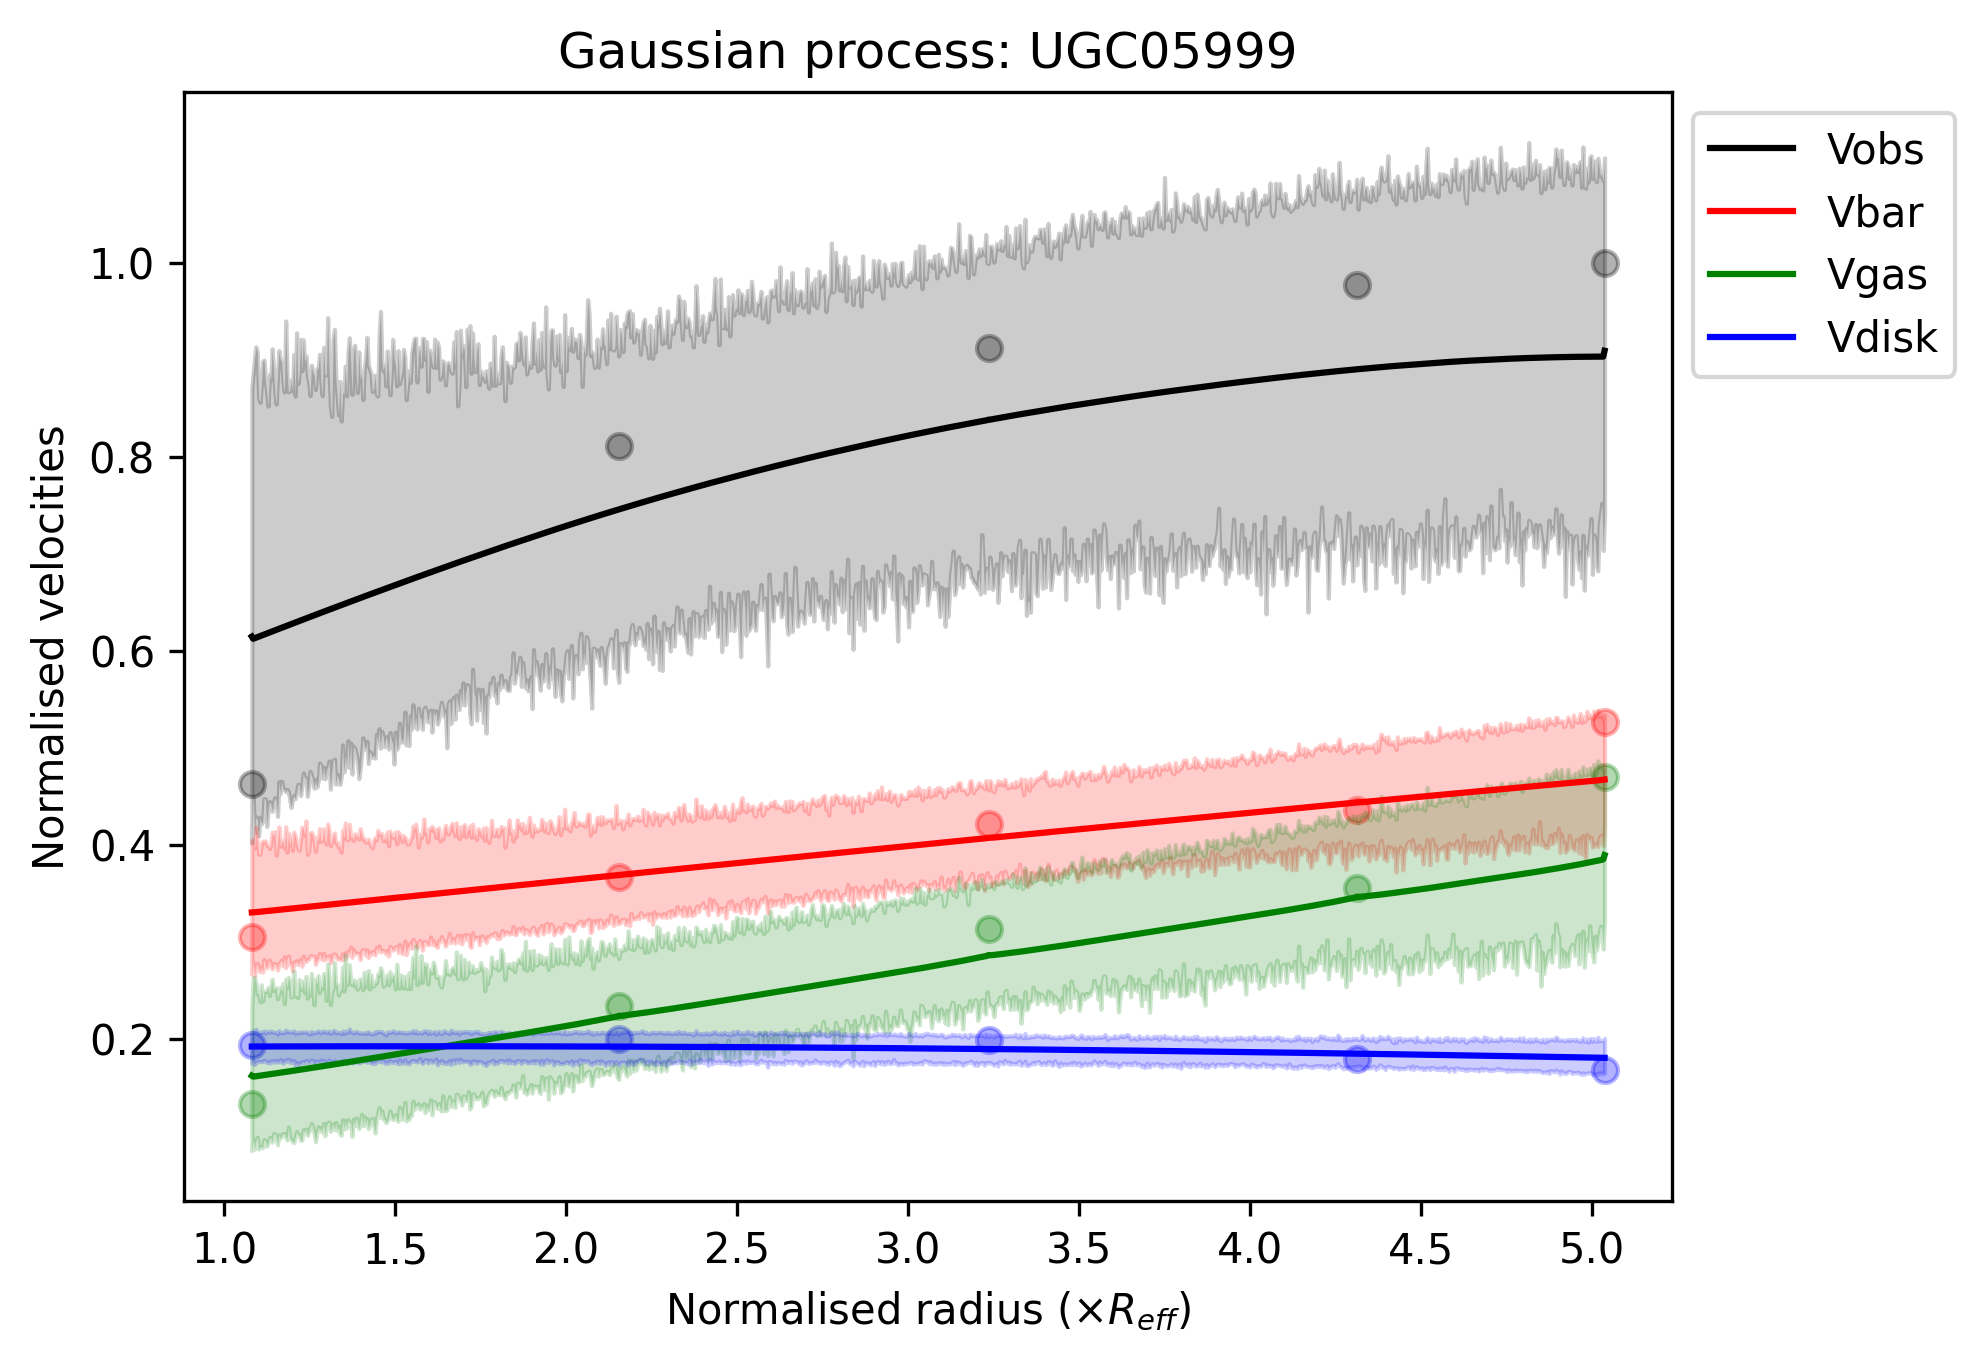 Gaussian process: UGC05999
Vobs
Vbar
Vgas
Vdisk
Normalised velocities
1.0
0.8
0.6
0.4
0.2
1.0 1.5 2.0 2.5 3.0 3.5 4.0 4.5 5.0
Normalised radius (×R_eff)